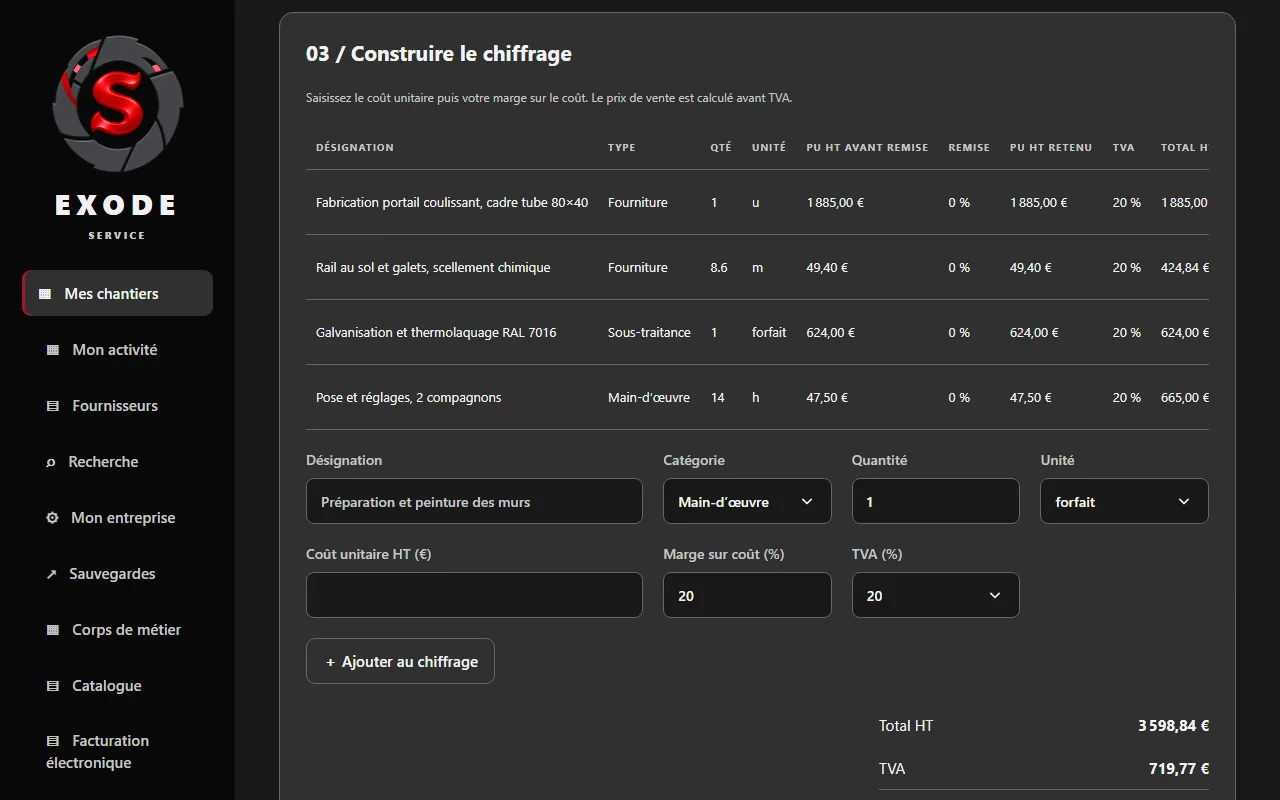 S
EXODE
SERVICE
Mes chantiers
Mon activité
Fournisseurs
Recherche
Mon entreprise
Sauvegardes
Corps de métier
Catalogue
Facturation
électronique
03 / Construire le chiffrage
Saisissez le coût unitaire puis votre marge sur le coût. Le prix de vente est calculé avant TVA.
DÉSIGNATION TYPE QTÉ UNITÉ PU HT AVANT REMISE REMISE PU HT RETENU TVA TOTAL H
Fabrication portail coulissant, cadre tube 80×40 Fourniture 1 u 1 885,00 € 0 % 1 885,00 € 20 % 1 885,00
Rail au sol et galets, scellement chimique Fourniture 8.6 m 49,40 € 0 % 49,40 € 20 % 424,84 €
Galvanisation et thermolaquage RAL 7016 Sous-traitance 1 forfait 624,00 € 0 % 624,00 € 20 % 624,00 €
Pose et réglages, 2 compagnons Main-d'œuvre 14 h 47,50 € 0 % 47,50 € 20 % 665,00 €
Désignation Catégorie Quantité Unité
Préparation et peinture des murs Main-d'œuvre 1 forfait
Coût unitaire HT (€) Marge sur coût (%) TVA (%)
20 20
+ Ajouter au chiffrage
Total HT 3 598,84 €
TVA 719,77 €